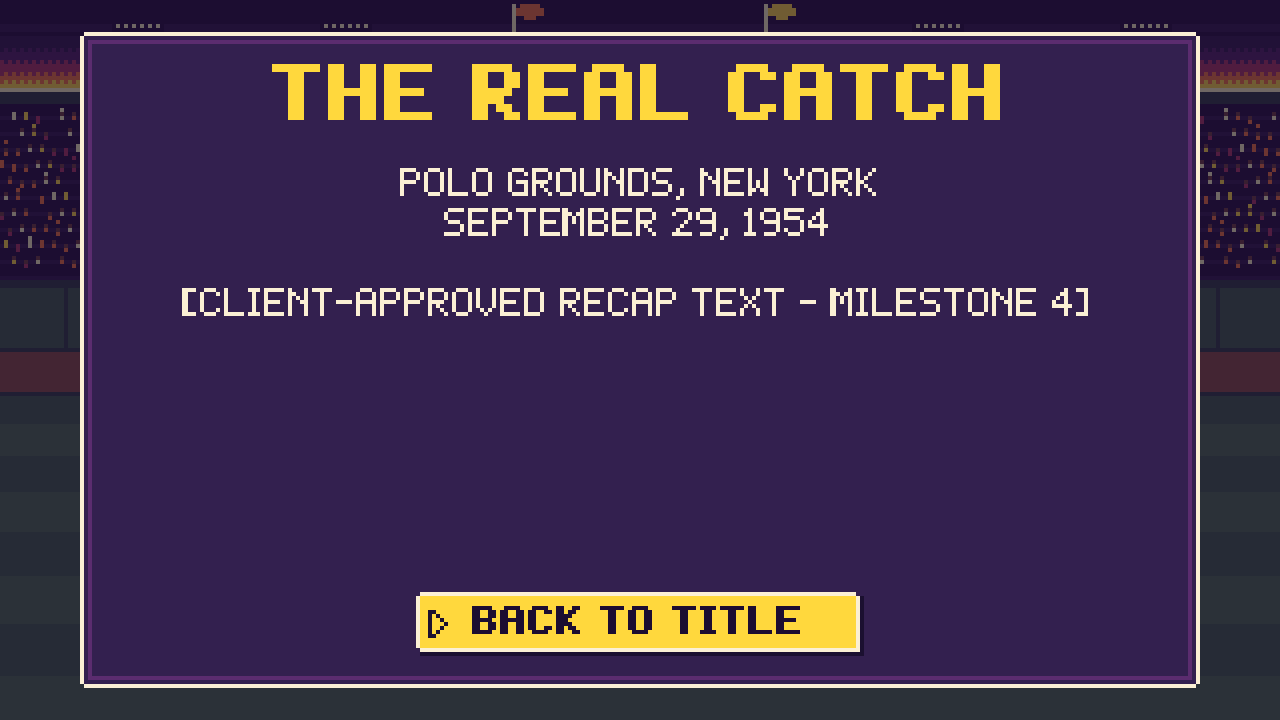 THE REAL CATCH
POLO GROUNDS, NEW YORK
SEPTEMBER 29, 1954
[CLIENT-APPROVED RECAP TEXT - MILESTONE 4]
BACK TO TITLE